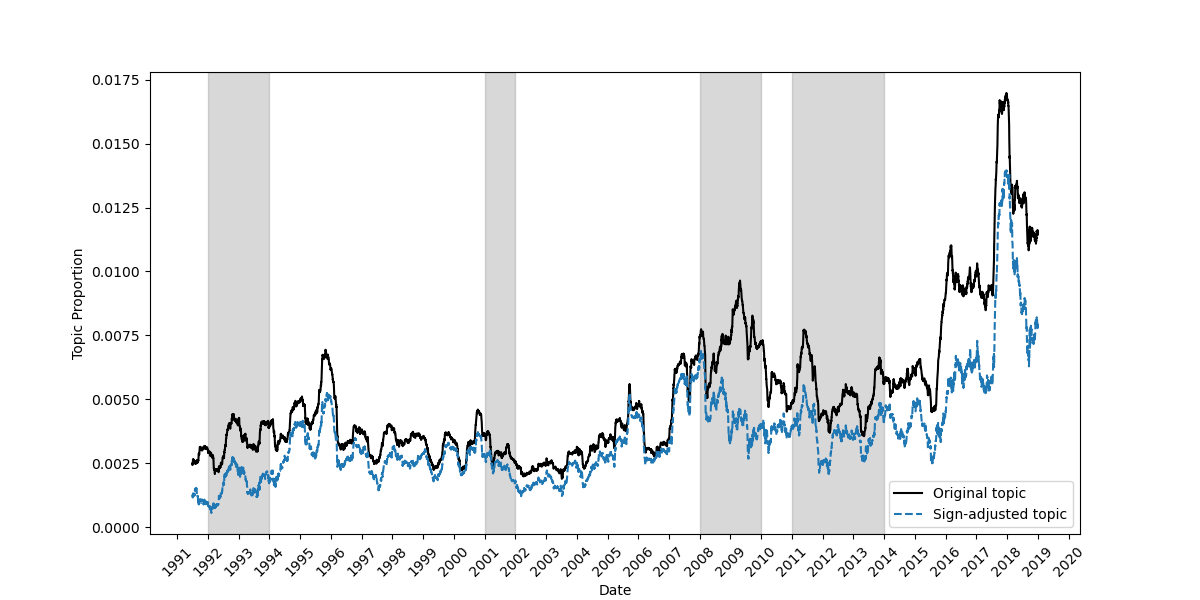 0.0175
0.0150
0.0125
0.0100
0.0075
0.0050
0.0025
0.0000
Topic Proportion
Original topic
Sign-adjusted topic
1991 1992 1993 1994 1995 1996 1997 1998 1999 2000 2001 2002 2003 2004 2005 2006 2007 2008 2009 2010 2011 2012 2013 2014 2015 2016 2017 2018 2019 2020
Date